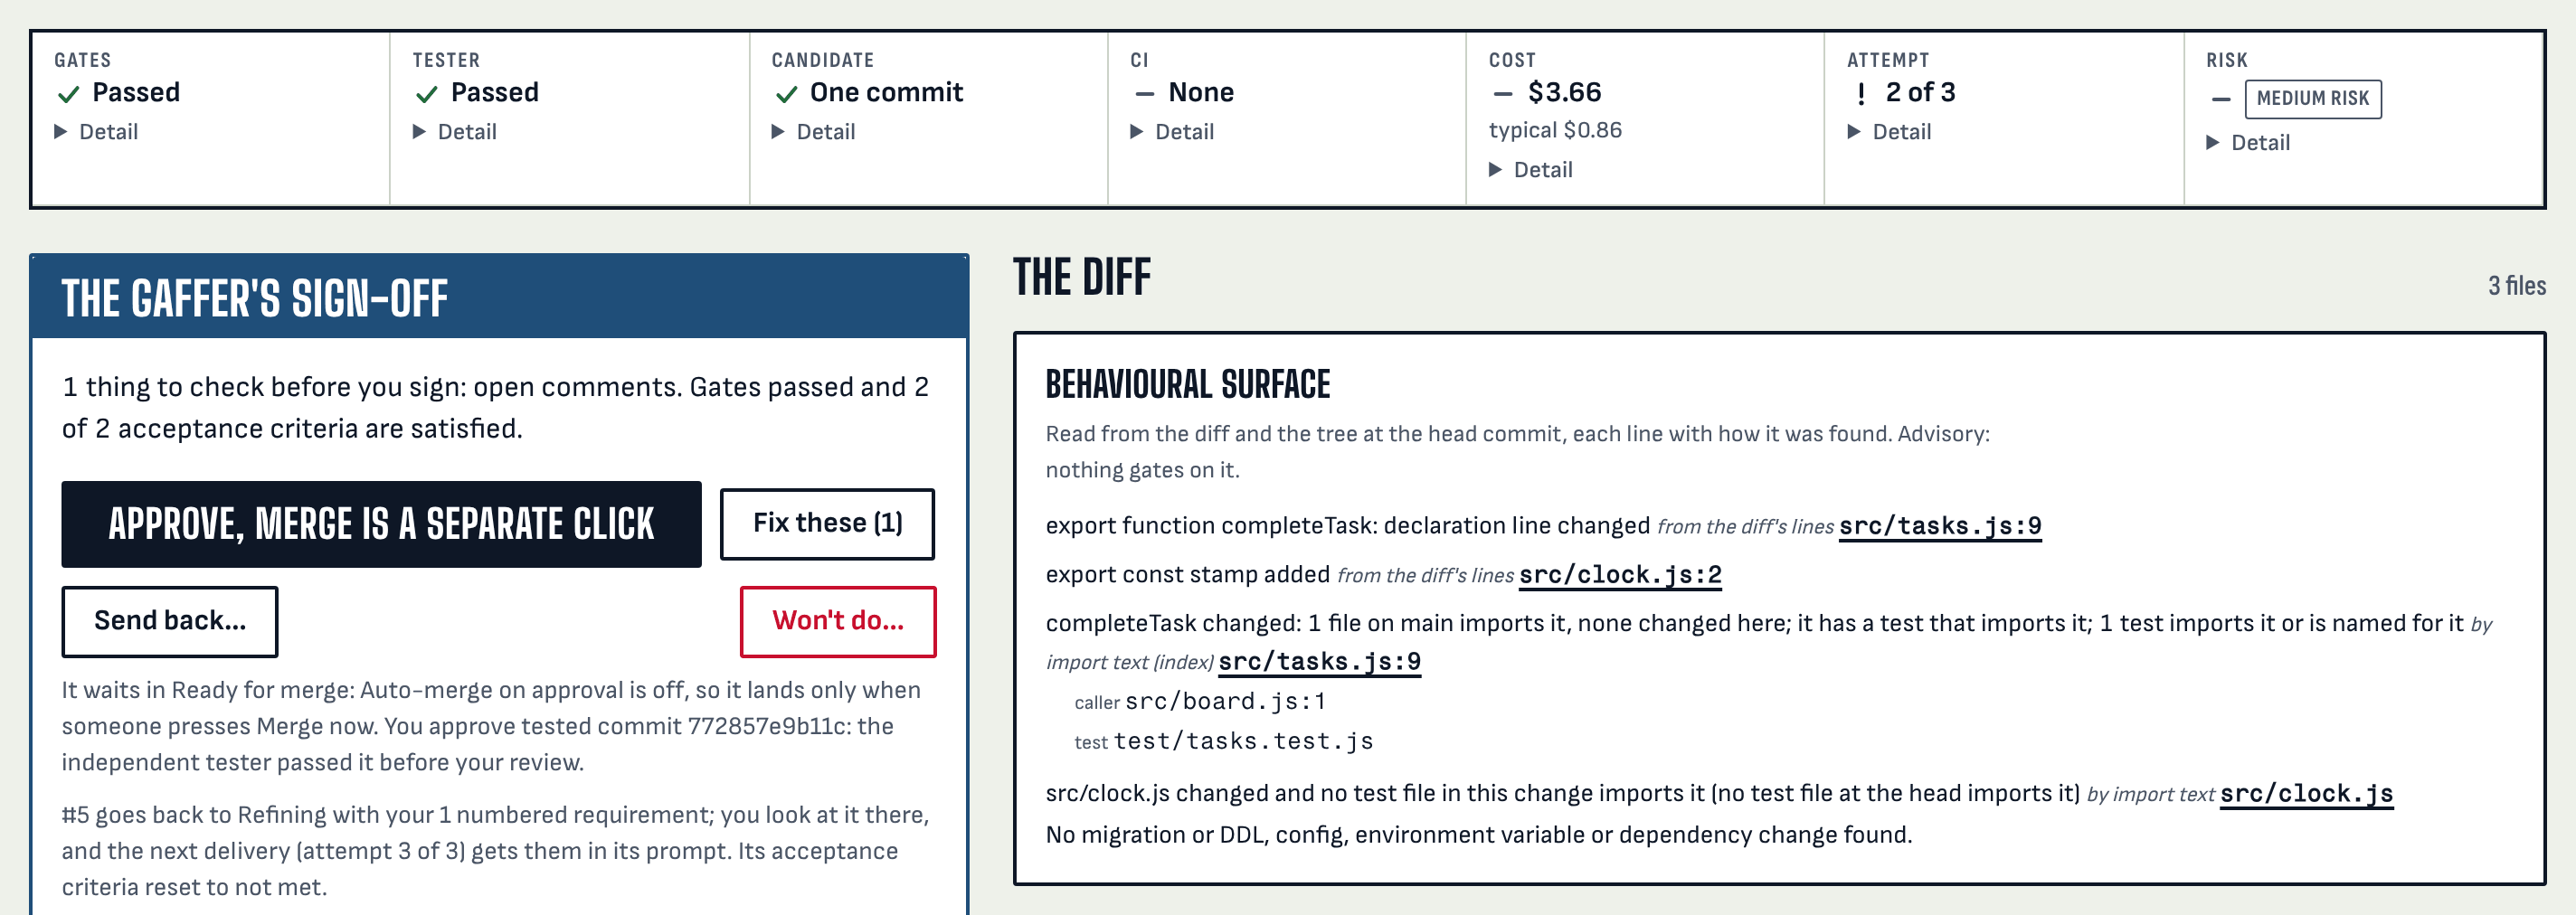 GATES
Passed
Detail
TESTER
Passed
Detail
CANDIDATE
One commit
Detail
CI
None
Detail
COST
$3.66
typical $0.86
Detail
ATTEMPT
! 2 of 3
Detail
RISK
MEDIUM RISK
Detail
THE GAFFER'S SIGN-OFF
1 thing to check before you sign: open comments. Gates passed and 2
of 2 acceptance criteria are satisfied.
APPROVE, MERGE IS A SEPARATE CLICK
Fix these (1)
Send back...
Won't do...
It waits in Ready for merge: Auto-merge on approval is off, so it lands only when
someone presses Merge now. You approve tested commit 772857e9b11c: the
independent tester passed it before your review.
#5 goes back to Refining with your 1 numbered requirement; you look at it there,
and the next delivery (attempt 3 of 3) gets them in its prompt. Its acceptance
criteria reset to not met.
THE DIFF
3 files
BEHAVIOURAL SURFACE
Read from the diff and the tree at the head commit, each line with how it was found. Advisory:
nothing gates on it.
export function completeTask: declaration line changed from the diff's lines src/tasks.js:9
export const stamp added from the diff's lines src/clock.js:2
completeTask changed: 1 file on main imports it, none changed here; it has a test that imports it; 1 test imports it or is named for it by
import text (index) src/tasks.js:9
caller src/board.js:1
test test/tasks.test.js
src/clock.js changed and no test file in this change imports it (no test file at the head imports it) by import text src/clock.js
No migration or DDL, config, environment variable or dependency change found.